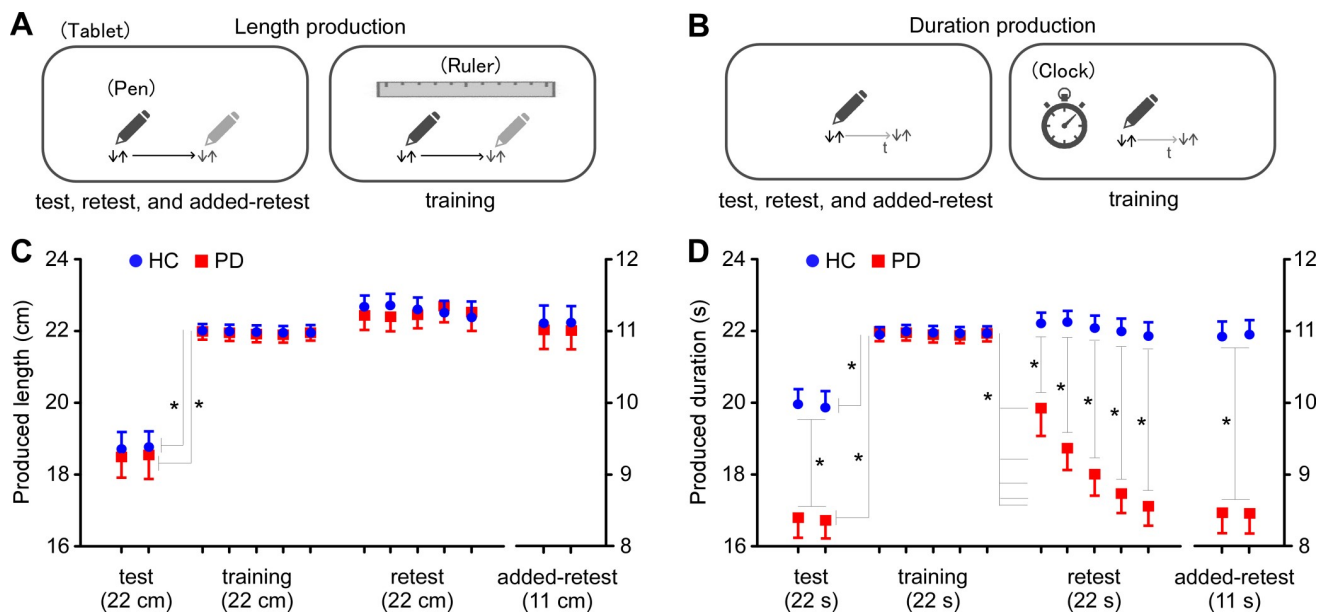 A
Length production
(Tablet)
(Pen)
(Ruler)
test, retest, and added-retest
training
B
Duration production
(Clock)
t
t
test, retest, and added-retest
training
C
HC
PD
Produced length (cm)
24
22
20
18
16
12
11
10
9
8
*
*
test
(22 cm)
training
(22 cm)
retest
(22 cm)
added-retest
(11 cm)
D
HC
PD
Produced duration (s)
24
22
20
18
16
12
11
10
9
8
*
*
*
*
*
*
*
*
*
*
test
(22 s)
training
(22 s)
retest
(22 s)
added-retest
(11 s)